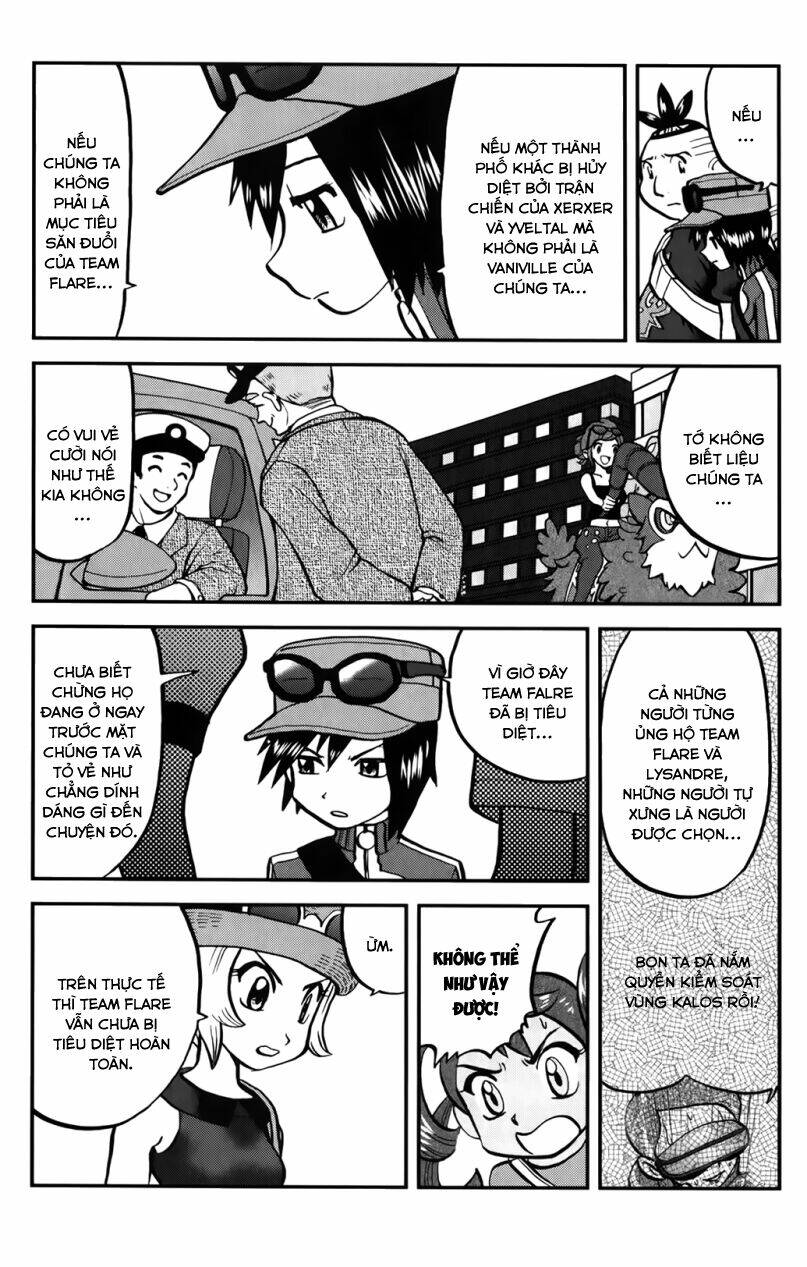 NẾU
...
NẾU MỘT THÀNH
PHỐ KHÁC BỊ HỦY
DIỆT BỞI TRẬN
CHIẾN CỦA XERXER
VÀ YVELTAL MÀ
KHÔNG PHẢI LÀ
VANIVILLE CỦA
CHÚNG TA...
NẾU
CHÚNG TA
KHÔNG
PHẢI LÀ
MỤC TIÊU
SĂN ĐUỔI
CỦA TEAM
FLARE...
TỚ KHÔNG
BIẾT LIỆU
CHÚNG TA
...
CÓ VUI VẺ
CƯỜI NÓI
NHƯ THẾ
KIA KHÔNG
...
CẢ NHỮNG
NGƯỜI TỪNG
ỦNG HỘ TEAM
FLARE VÀ
LYSANDRE,
NHỮNG NGƯỜI TỰ
XƯNG LÀ NGƯỜI
ĐƯỢC CHỌN...
BỌN TA ĐÃ NẮM
QUYỀN KIỂM SOÁT
VÙNG KALOS RỒI!
VÌ GIỜ ĐÂY
TEAM FALRE
ĐÃ BỊ TIÊU
DIỆT...
CHƯA BIẾT
CHỪNG HỌ
ĐANG Ở NGAY
TRƯỚC MẶT
CHÚNG TA VÀ
TỎ VẺ NHƯ
CHẲNG DÍNH
DÁNG GÌ ĐẾN
CHUYỆN ĐÓ.
KHÔNG THỂ
NHƯ VẬY
ĐƯỢC!
ỪM.
TRÊN THỰC TẾ
THÌ TEAM FLARE
VẪN CHƯA BỊ
TIÊU DIỆT HOÀN
TOÀN.